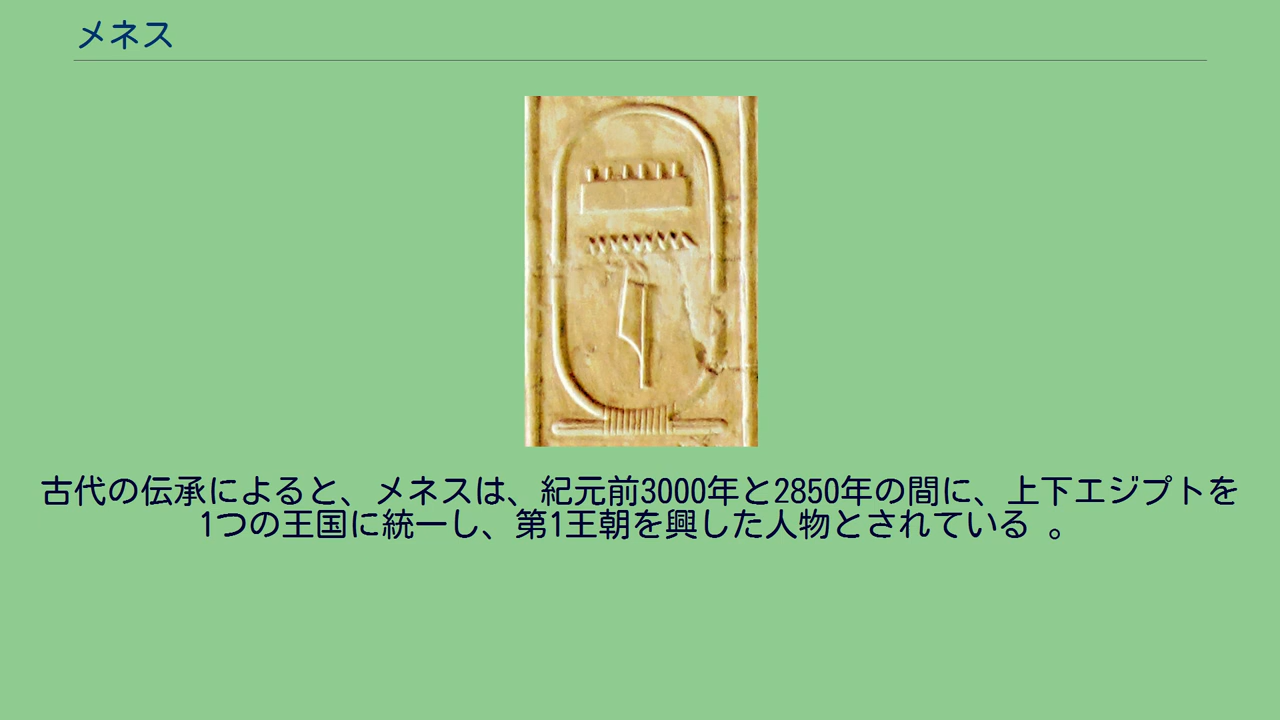 メネス
古代の伝承によると、メネスは、紀元前3000年と2850年の間に、上下エジプトを
1つの王国に統一し、第1王朝を興した人物とされている 。